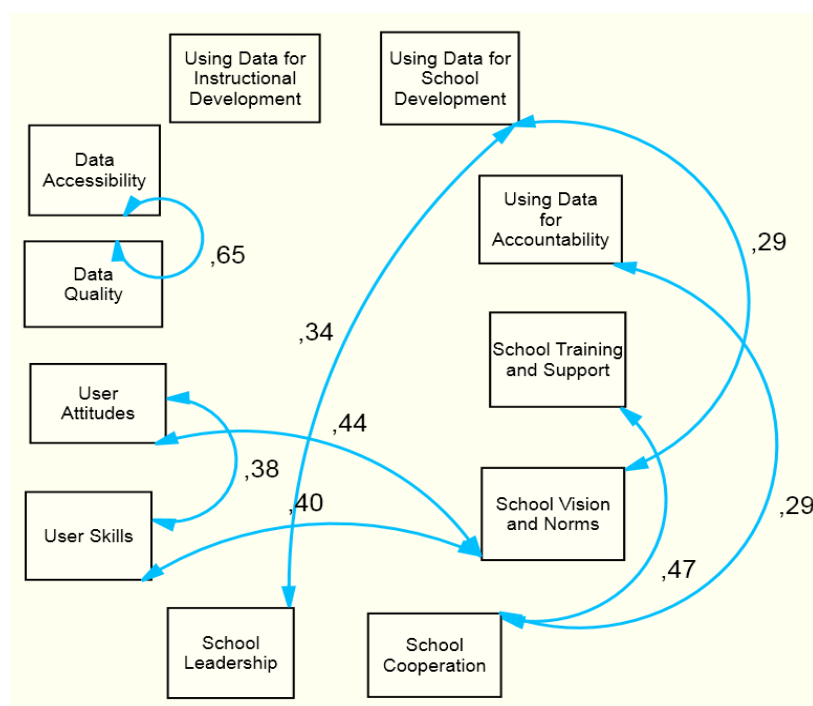 Using Data for
Instructional
Development
Using Data for
School
Development
Data
Accessibility
Using Data
for
Accountability
,29
,65
Data
Quality
School Training
and Support
,34
User
Attitudes
,44
,38
School Vision
and Norms
,40
,29
User Skills
,47
School
Leadership
School
Cooperation